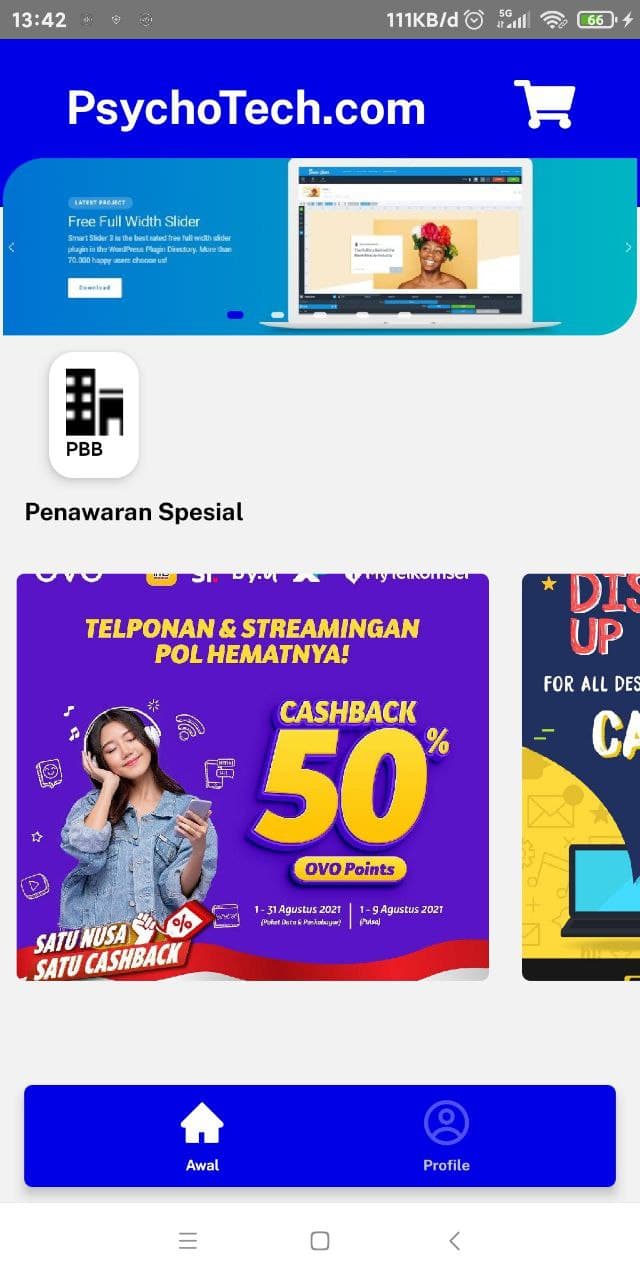 13:42
111KB/d
5G
66
PsychoTech.com
LATEST PROJECT
Free Full Width Slider
Smart Slider 3 is the best rated free full width slider
plugin in the WordPress Plugin Directory. More than
70.000 happy users choose us!
Download
PBB
Penawaran Spesial
OVO
by.U
MyTelkomsel
TELPONAN & STREAMINGAN
POL HEMATNYA!
CASHBACK
50%
OVO Points
1 - 31 Agustus 2021
(Paket Data & Pascabayar)
1 - 9 Agustus 2021
(Pulsa)
%
SATU NUSA
SATU CASHBACK
DIS
UP
FOR ALL DES
CA
Awal
Profile